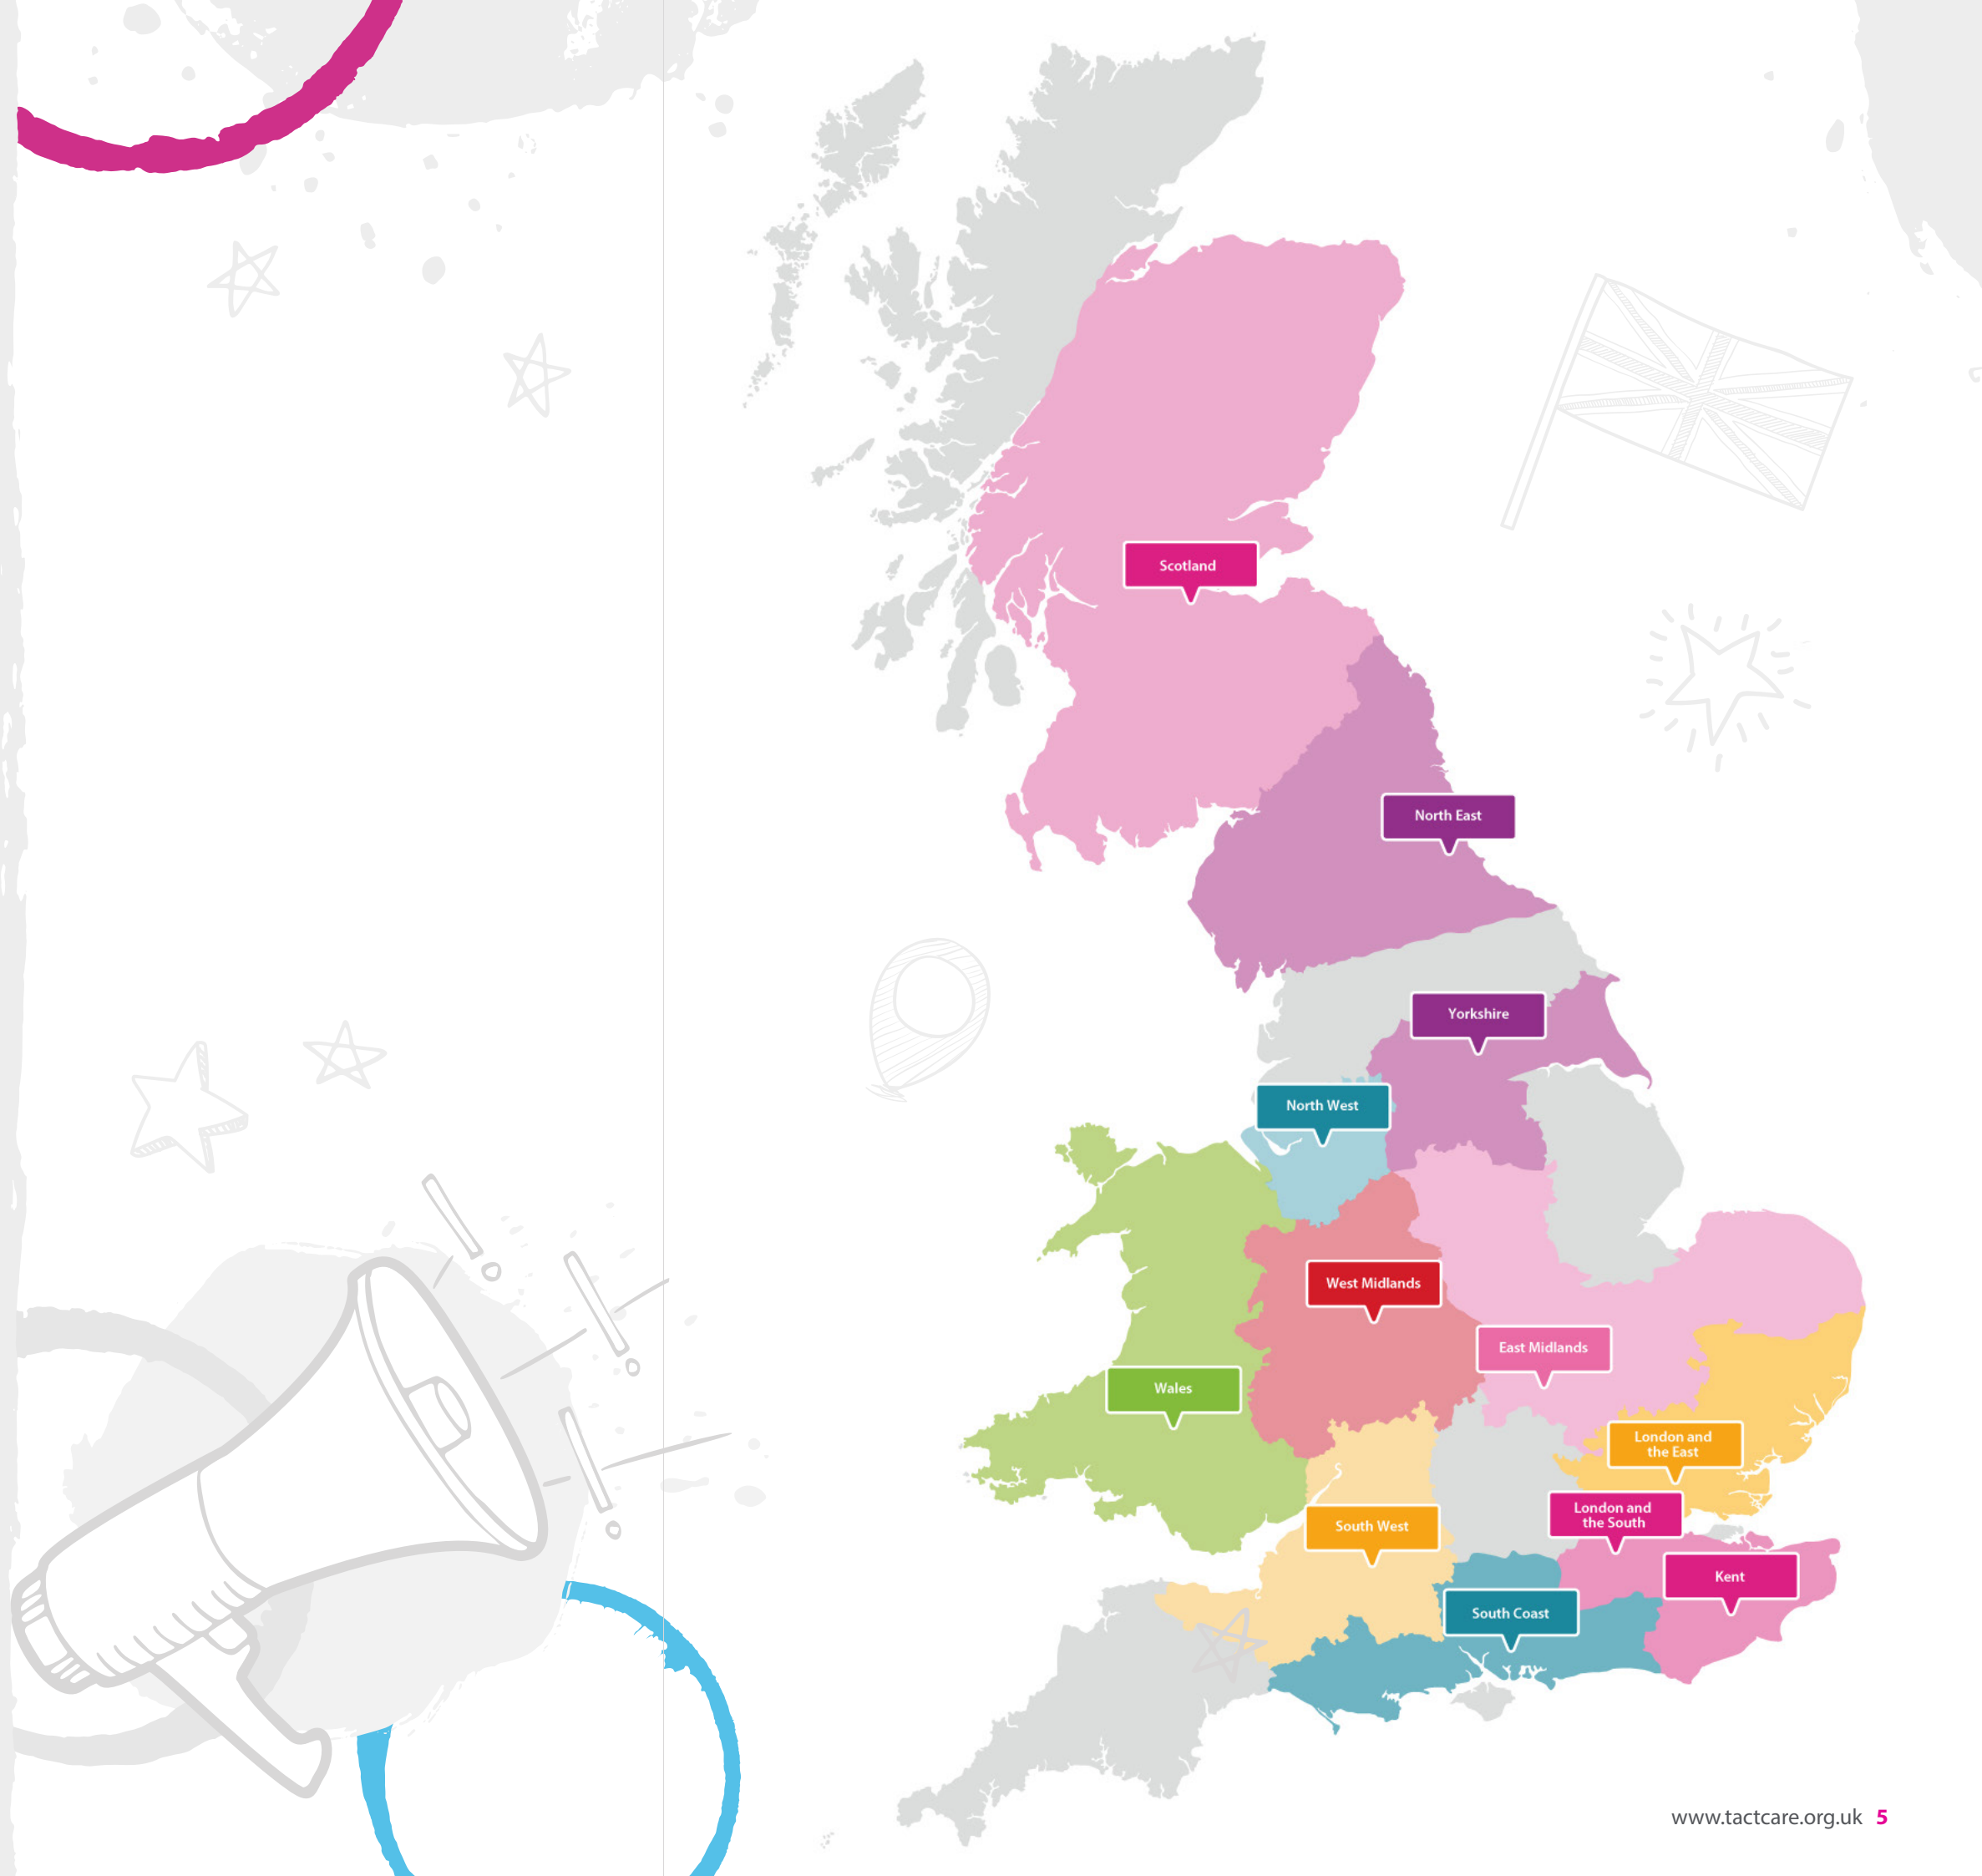 Scotland
North East
Yorkshire
North West
West Midlands
East Midlands
Wales
London and
the East
London and
the South
South West
Kent
South Coast
www.tactcare.org.uk 5